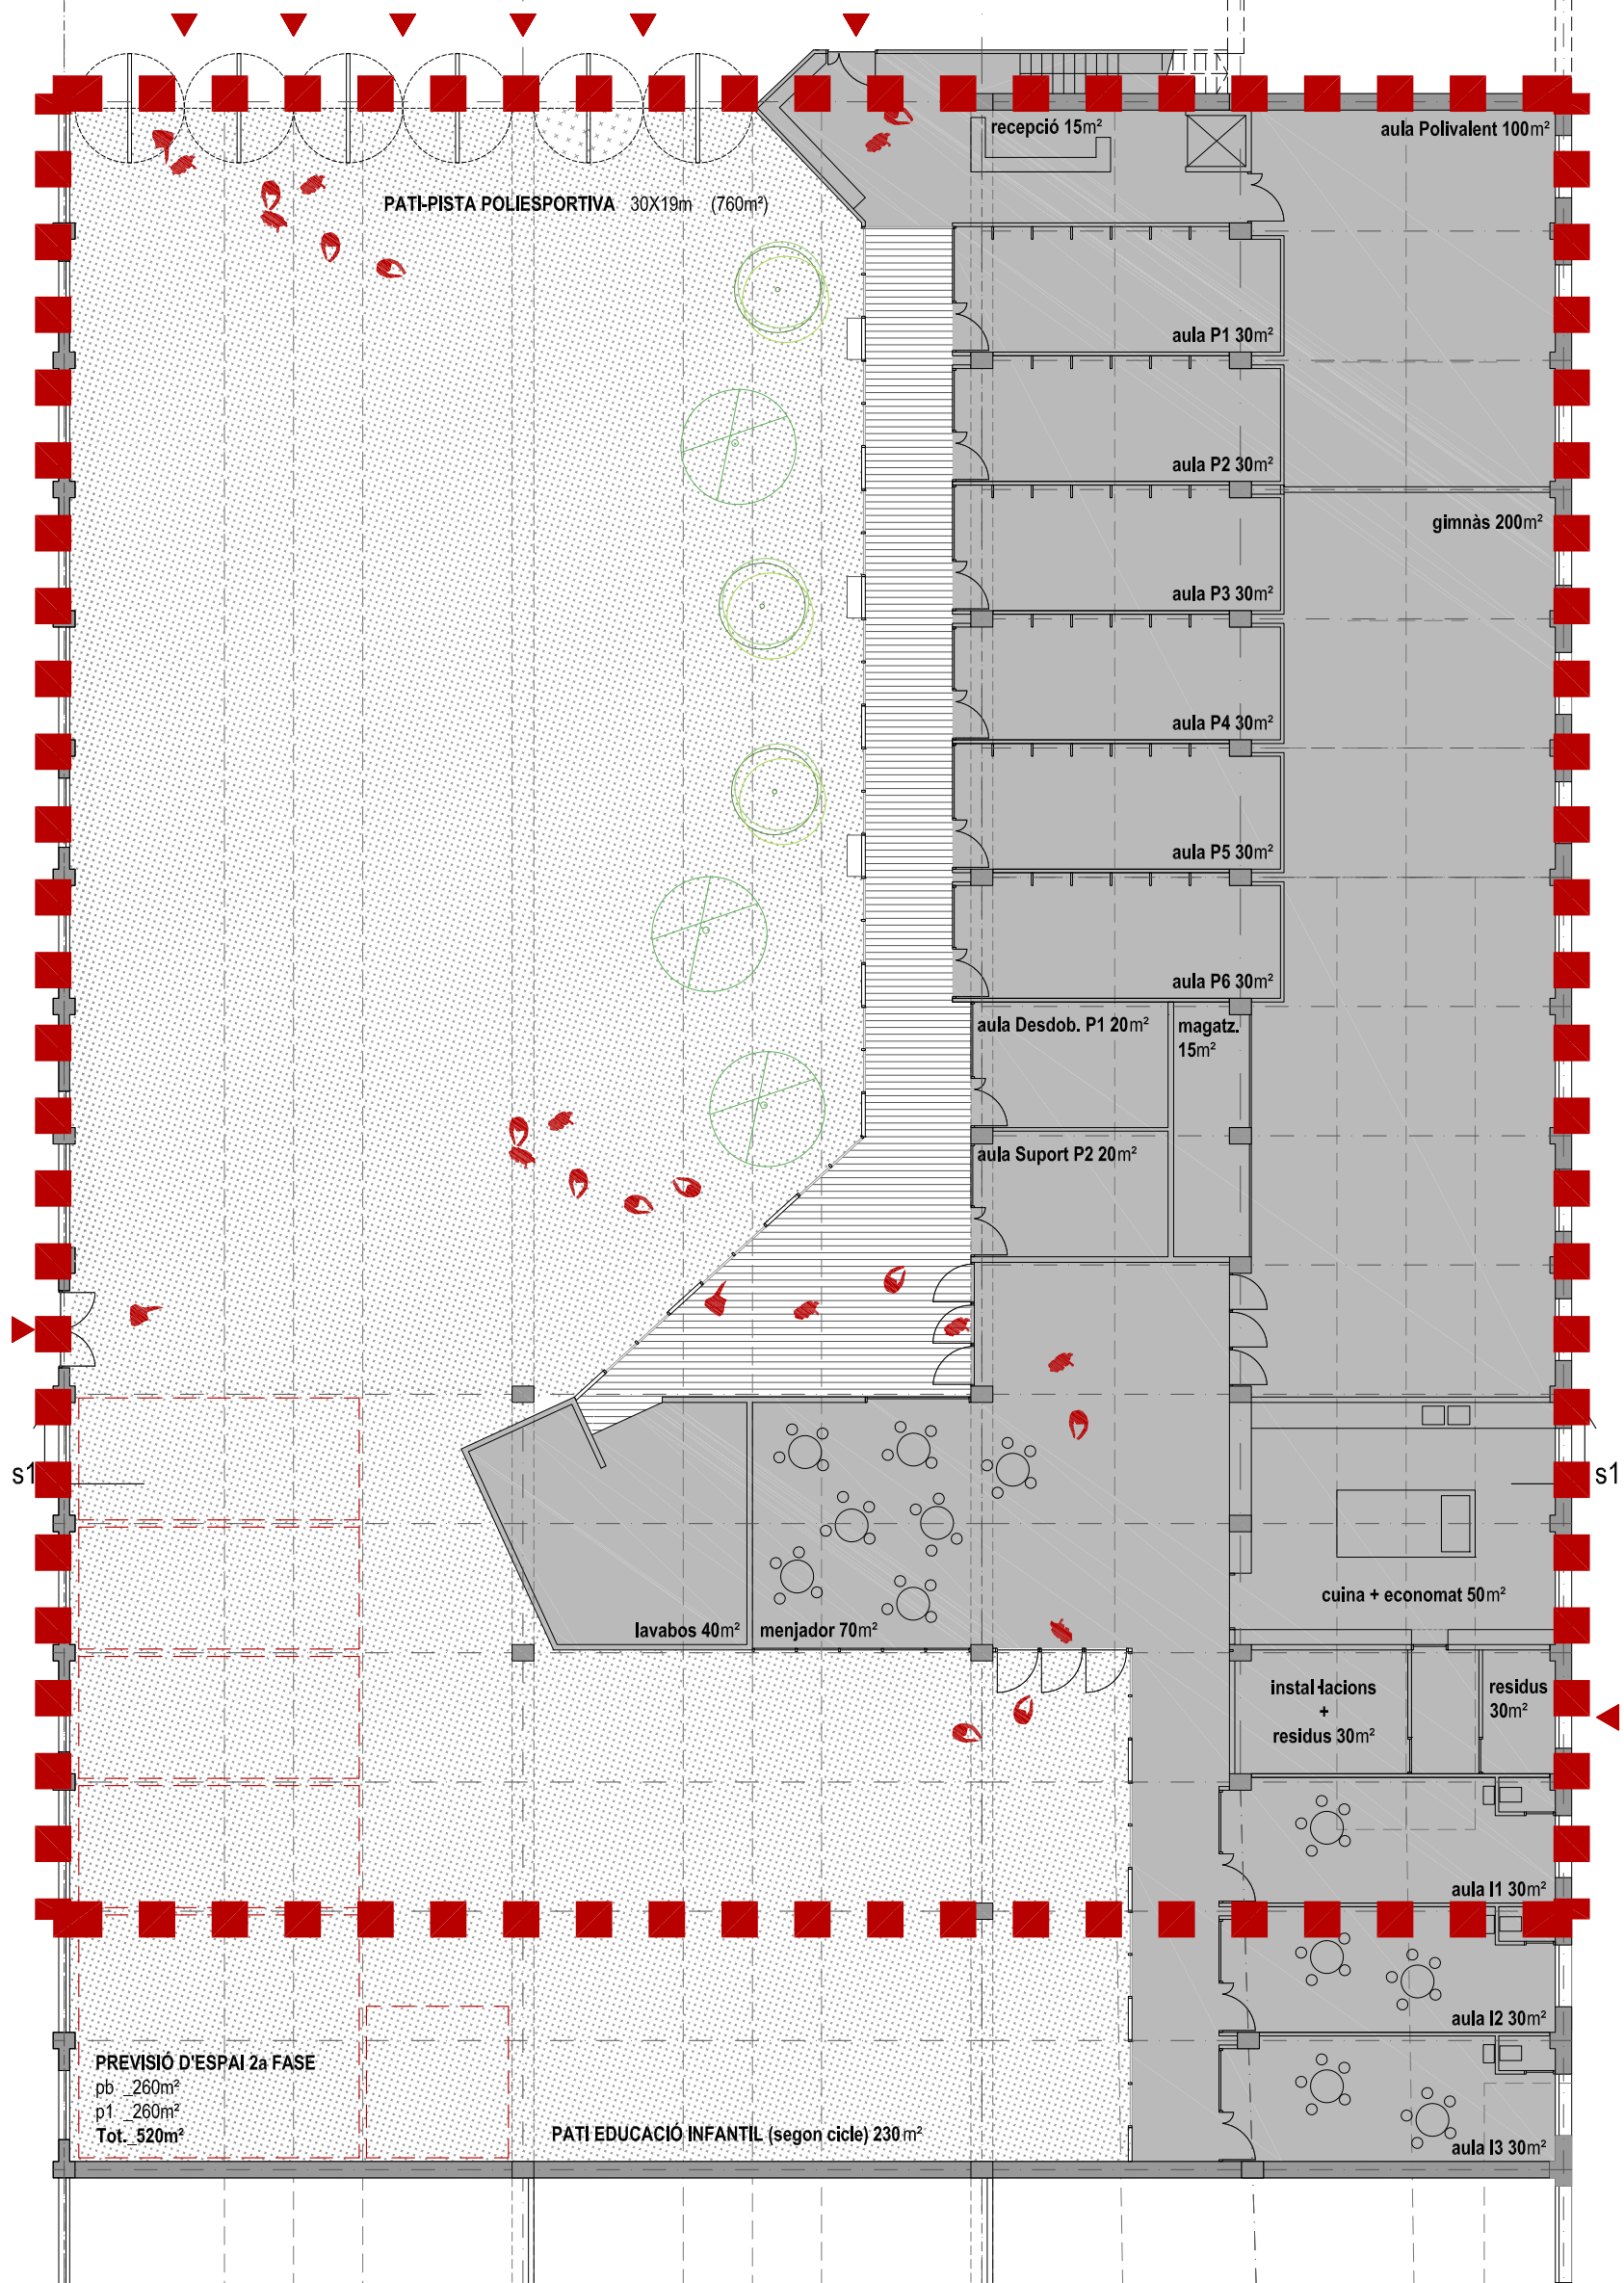 recepció 15m²
aula Polivalent 100m²
PATI-PISTA POLIESPORTIVA 30X19m (760m²)
aula P1 30m²
aula P2 30m²
gimnàs 200m²
aula P3 30m²
aula P4 30m²
aula P5 30m²
aula P6 30m²
aula Desdob. P1 20m²
magatz.
15m²
aula Suport P2 20m²
s1
s1
cuina + economat 50m²
lavabos 40m²
menjador 70m²
instal·lacions
+
residus 30m²
residus
30m²
aula I1 30m²
aula I2 30m²
PREVISIÓ D'ESPAI 2a FASE
pb _260m²
p1 _260m²
Tot._520m²
PATI EDUCACIÓ INFANTIL (segon cicle) 230m²
aula I3 30m²